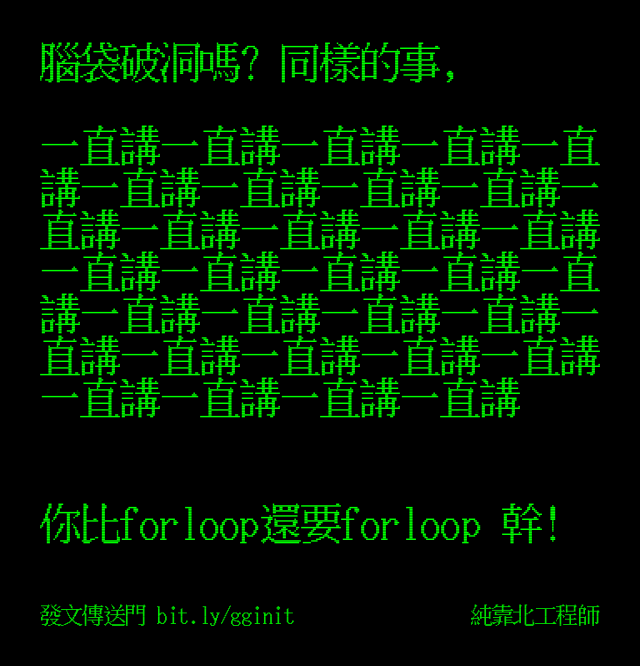 腦袋破洞嗎? 同樣的事,
一直講一直講一直講一直講一直
講一直講一直講一直講一直講一
直講一直講一直講一直講一直講
一直講一直講一直講一直講一直
講一直講一直講一直講一直講一
直講一直講一直講一直講一直講
一直講一直講一直講一直講
你比forloop還要forloop 幹!
發文傳送門 bit.ly/gginit
純靠北工程師